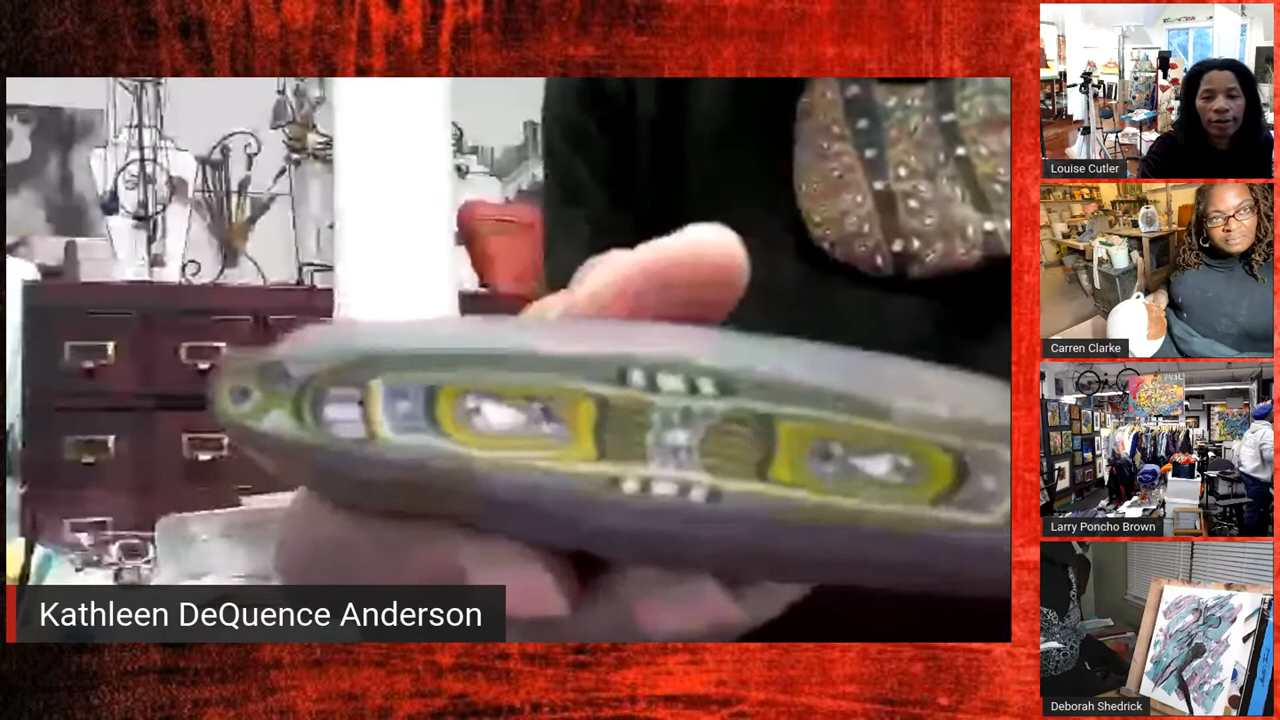 Kathleen DeQuence Anderson
Louise Cutler
Carren Clarke
Larry Poncho Brown
Deborah Shedrick